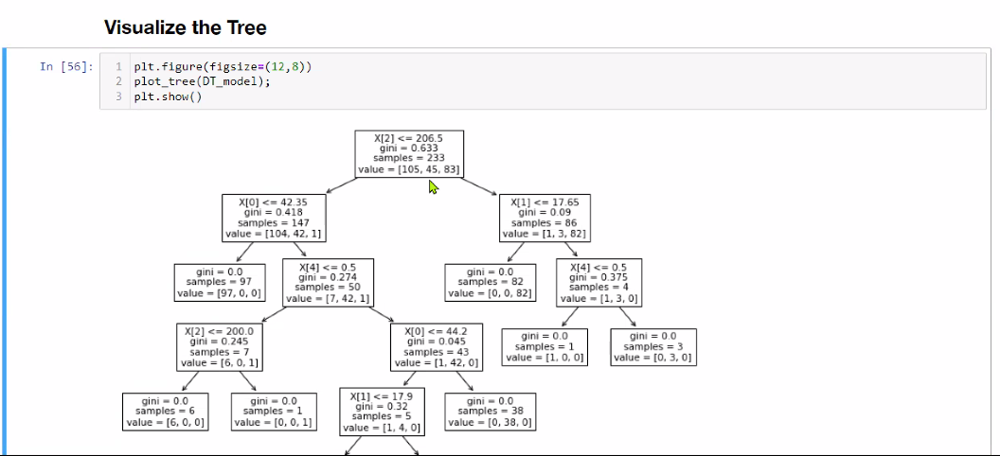 Visualize the Tree
In [56]:
1 plt.figure(figsize=(12,8))
2 plot_tree(DT_model);
3 plt.show()
X[2] <= 206.5
gini = 0.633
samples = 233
value = [105, 45, 83]
X[0] <= 42.35
gini = 0.418
samples = 147
value = [104, 42, 1]
X[1] <= 17.65
gini = 0.09
samples = 86
value = [1, 3, 82]
gini = 0.0
samples = 97
value = [97, 0, 0]
X[4] <= 0.5
gini = 0.274
samples = 50
value = [7, 42, 1]
gini = 0.0
samples = 82
value = [0, 0, 82]
X[4] <= 0.5
gini = 0.375
samples = 4
value = [1, 3, 0]
X[2] <= 200.0
gini = 0.245
samples = 7
value = [6, 0, 1]
X[0] <= 44.2
gini = 0.045
samples = 43
value = [1, 42, 0]
gini = 0.0
samples = 1
value = [1, 0, 0]
gini = 0.0
samples = 3
value = [0, 3, 0]
gini = 0.0
samples = 6
value = [6, 0, 0]
gini = 0.0
samples = 1
value = [0, 0, 1]
X[1] <= 17.9
gini = 0.32
samples = 5
value = [1, 4, 0]
gini = 0.0
samples = 38
value = [0, 38, 0]